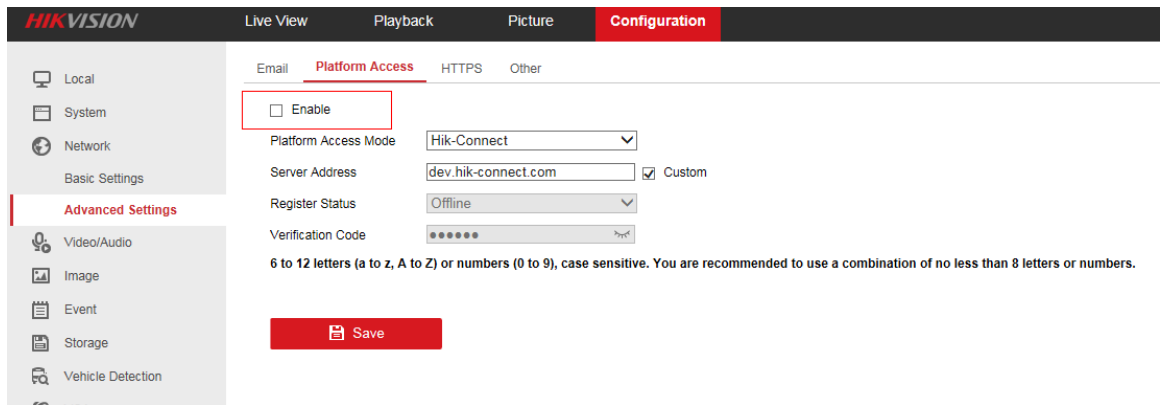 HIKVISION Live View Playback Picture Configuration
Email Platform Access HTTPS Other
Local
System
Network
Basic Settings
Advanced Settings
Video/Audio
Image
Event
Storage
Vehicle Detection
Enable
Platform Access Mode Hik-Connect
Server Address dev.hik-connect.com Custom
Register Status Offline
Verification Code ●●●●●●
6 to 12 letters (a to z, A to Z) or numbers (0 to 9), case sensitive. You are recommended to use a combination of no less than 8 letters or numbers.
Save